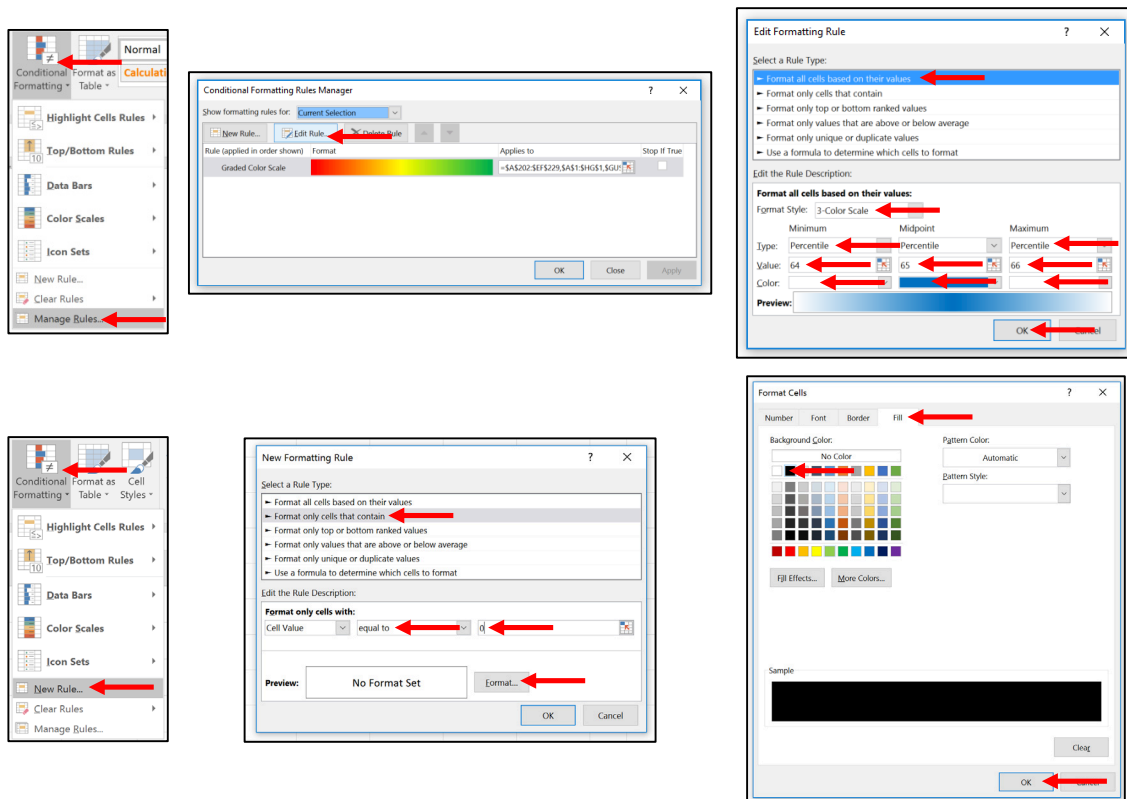 Normal
Conditional Format as Calculati
Formatting Table
Highlight Cells Rules
Top/Bottom Rules
Data Bars
Color Scales
Icon Sets
New Rule...
Clear Rules
Manage Rules...
Conditional Formatting Rules Manager ? X
Show formatting rules for: Current Selection
New Rule... Edit Rule... Delete Rule
Rule (applied in order shown) Format Applies to Stop If True
Graded Color Scale =$A$202:$EF$229,$A$1:$HG$1,$GU!
OK Close Apply
Edit Formatting Rule ? X
Select a Rule Type:
► Format all cells based on their values
► Format only cells that contain
► Format only top or bottom ranked values
► Format only values that are above or below average
► Format only unique or duplicate values
► Use a formula to determine which cells to format
Edit the Rule Description:
Format all cells based on their values:
Format Style: 3-Color Scale
Minimum Midpoint Maximum
Type: Percentile Percentile Percentile
Value: 64 65 66
Color:
Preview:
OK Cancel
Conditional Format as Cell
Formatting Table Styles
Highlight Cells Rules
Top/Bottom Rules
Data Bars
Color Scales
Icon Sets
New Rule...
Clear Rules
Manage Rules...
New Formatting Rule ? X
Select a Rule Type:
► Format all cells based on their values
► Format only cells that contain
► Format only top or bottom ranked values
► Format only values that are above or below average
► Format only unique or duplicate values
► Use a formula to determine which cells to format
Edit the Rule Description:
Format only cells with:
Cell Value equal to 0
Preview: No Format Set Format...
OK Cancel
Format Cells ? X
Number Font Border Fill
Background Color: Pattern Color:
No Color Automatic
Pattern Style:
Fill Effects... More Colors...
Sample
Clear
OK Cancel